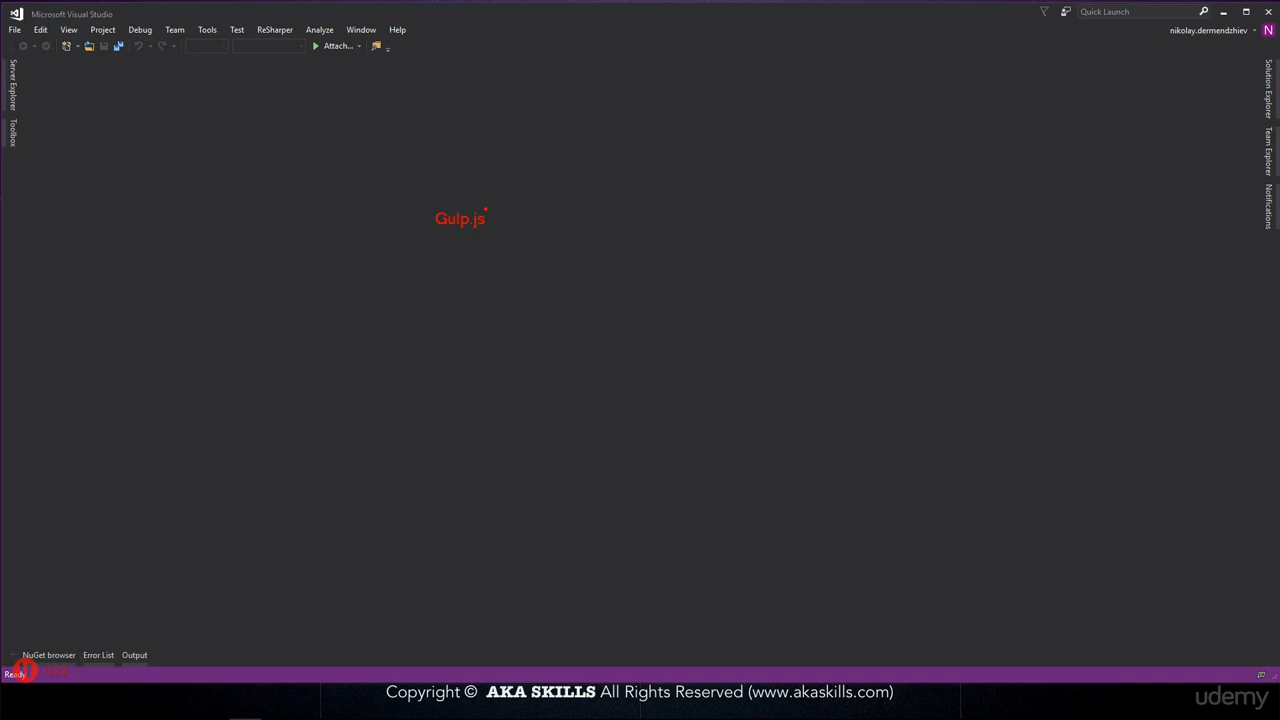 Microsoft Visual Studio
Quick Launch
File Edit View Project Debug Team Tools Test ReSharper Analyze Window Help
nikolay.dermendzhiev N
Attach...
Server Explorer
Toolbox
Solution Explorer
Team Explorer
Notifications
Gulp.js
NuGet browser Error List Output
Ready
Copyright © AKA SKILLS All Rights Reserved (www.akaskills.com)
udemy